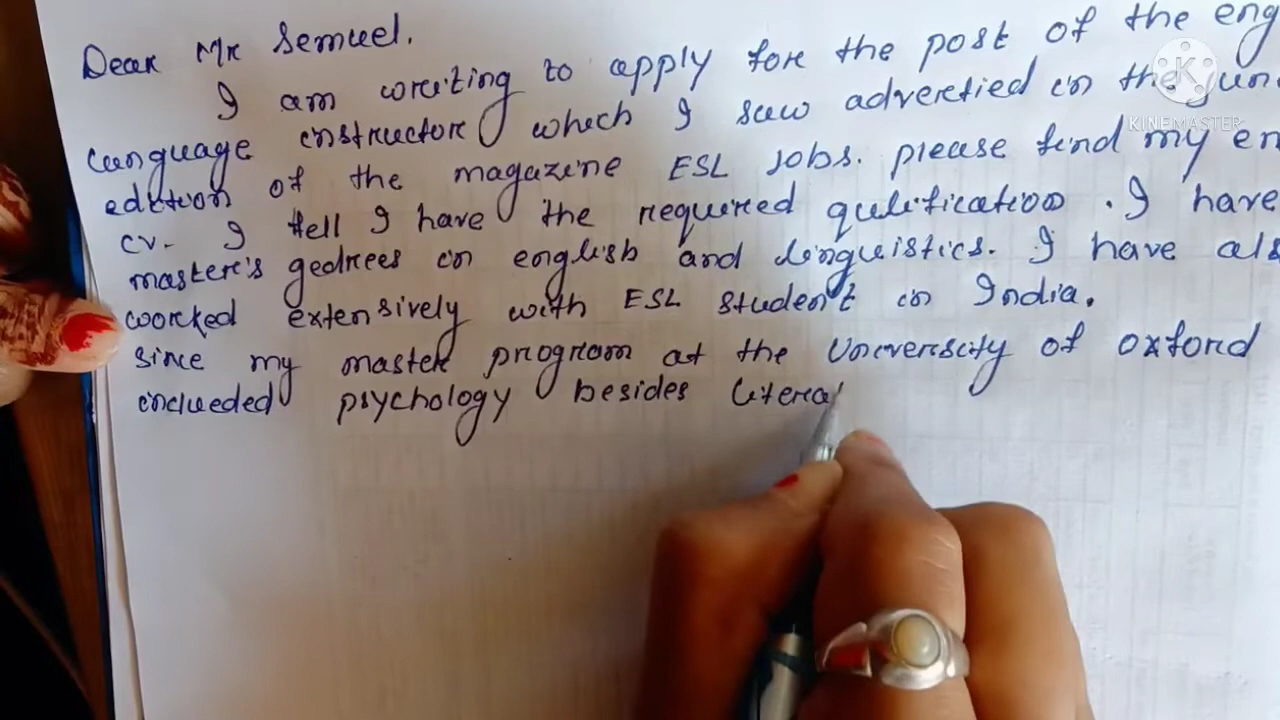 Dear Mr Semuel.
I am writing to apply for the post of the eng
language instructor which I saw advertied in the jun
edition of the magazine ESL Jobs. please find my en
cv. I fell I have the required qulification. I have
master's gedrees in english and linguistics. I have als
worked extensively with ESL student in India.
since my master program at the University of oxford
included psychology besides litera
KINEMASTER